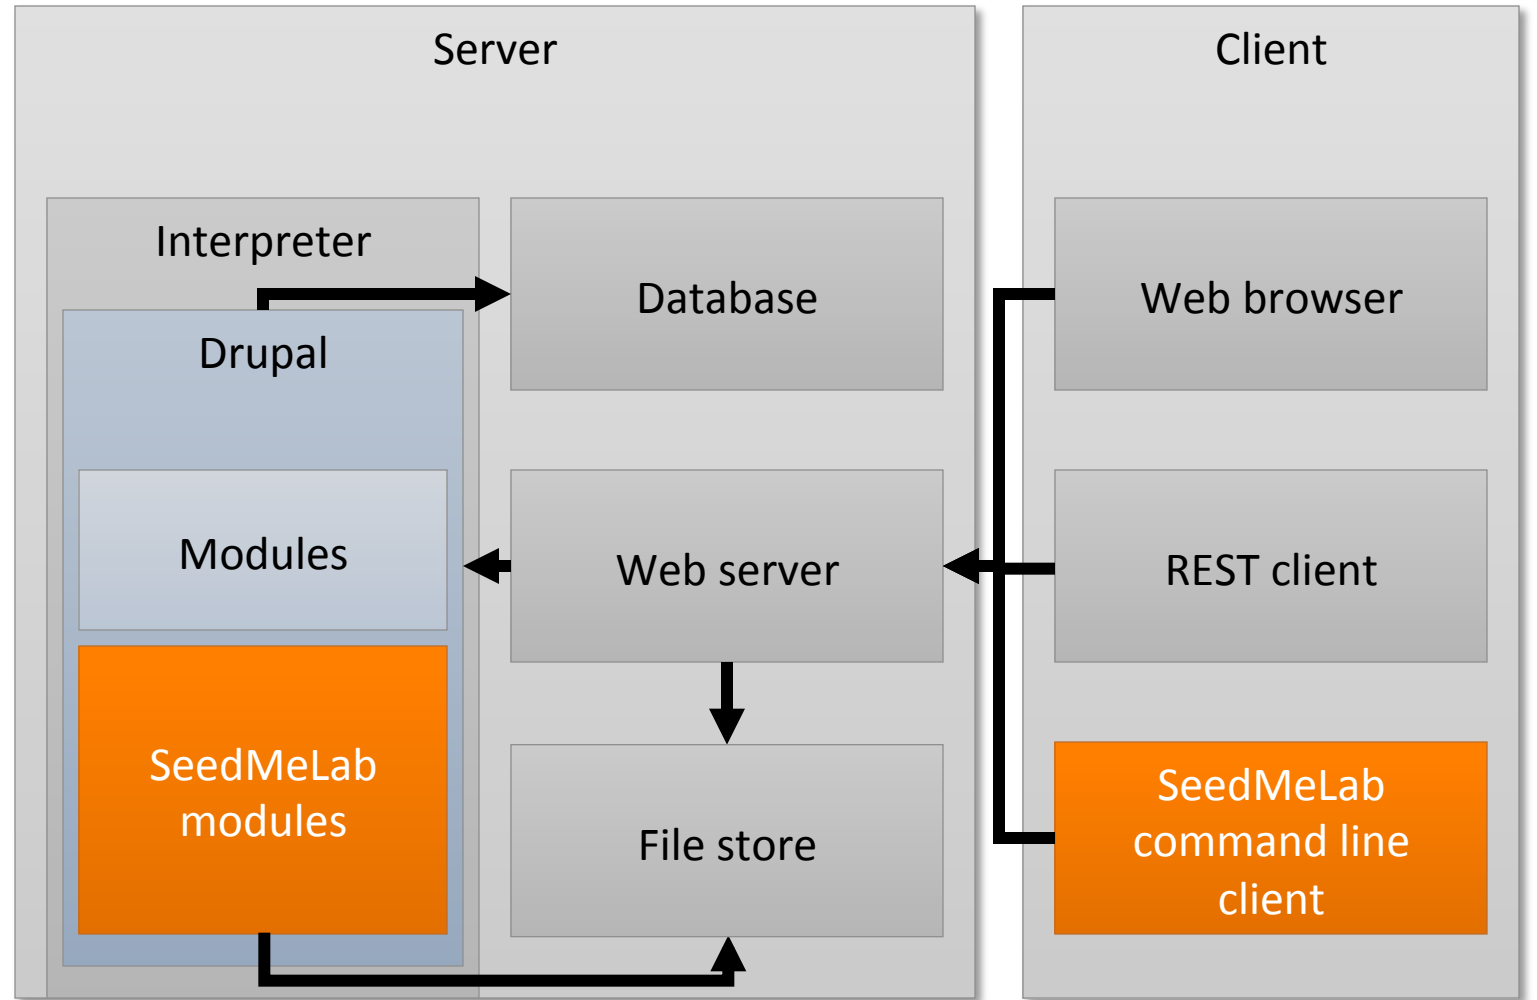 Server
Client
Interpreter
Database
Web browser
Drupal
Modules
Web server
REST client
SeedMeLab
modules
File store
SeedMeLab
command line
client